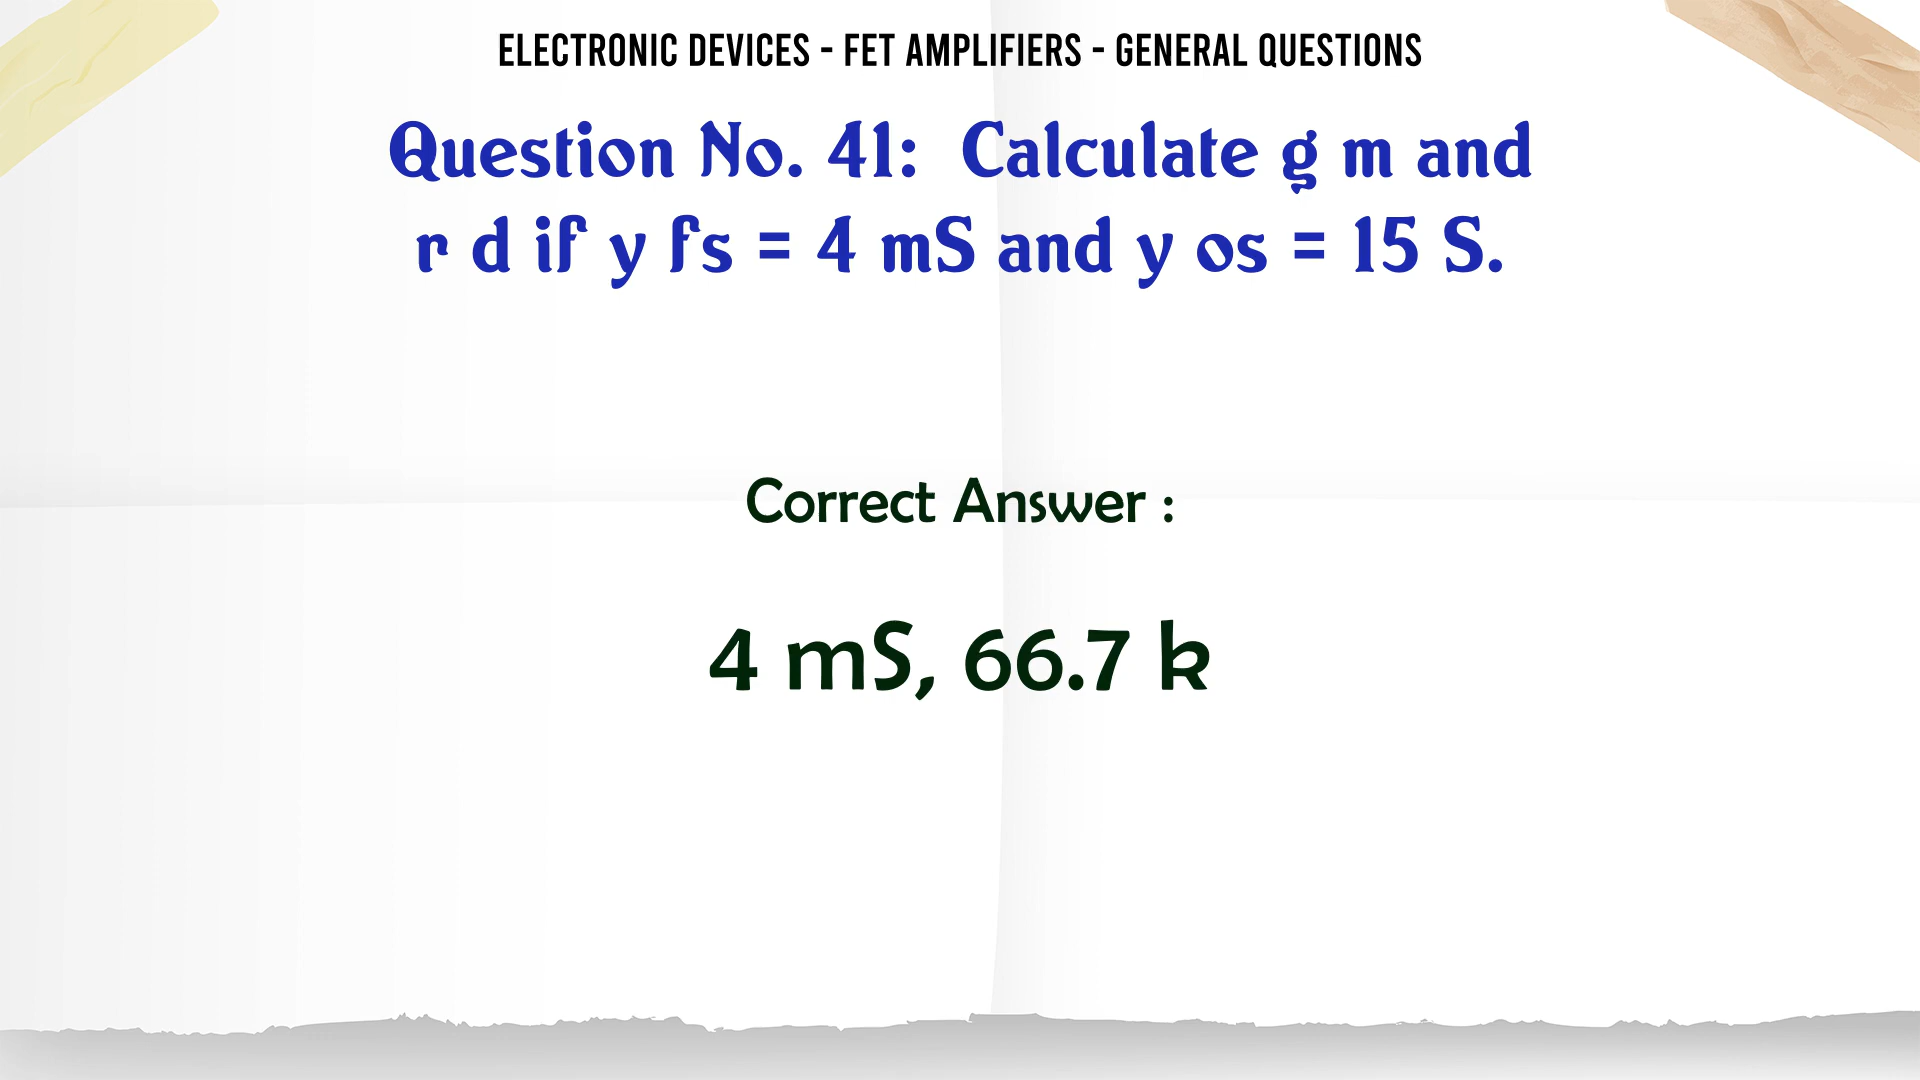 ELECTRONIC DEVICES - FET AMPLIFIERS - GENERAL QUESTIONS
Question No. 41: Calculate g m and
r d if y fs = 4 mS and y os = 15 S.
Correct Answer :
4 mS, 66.7 k